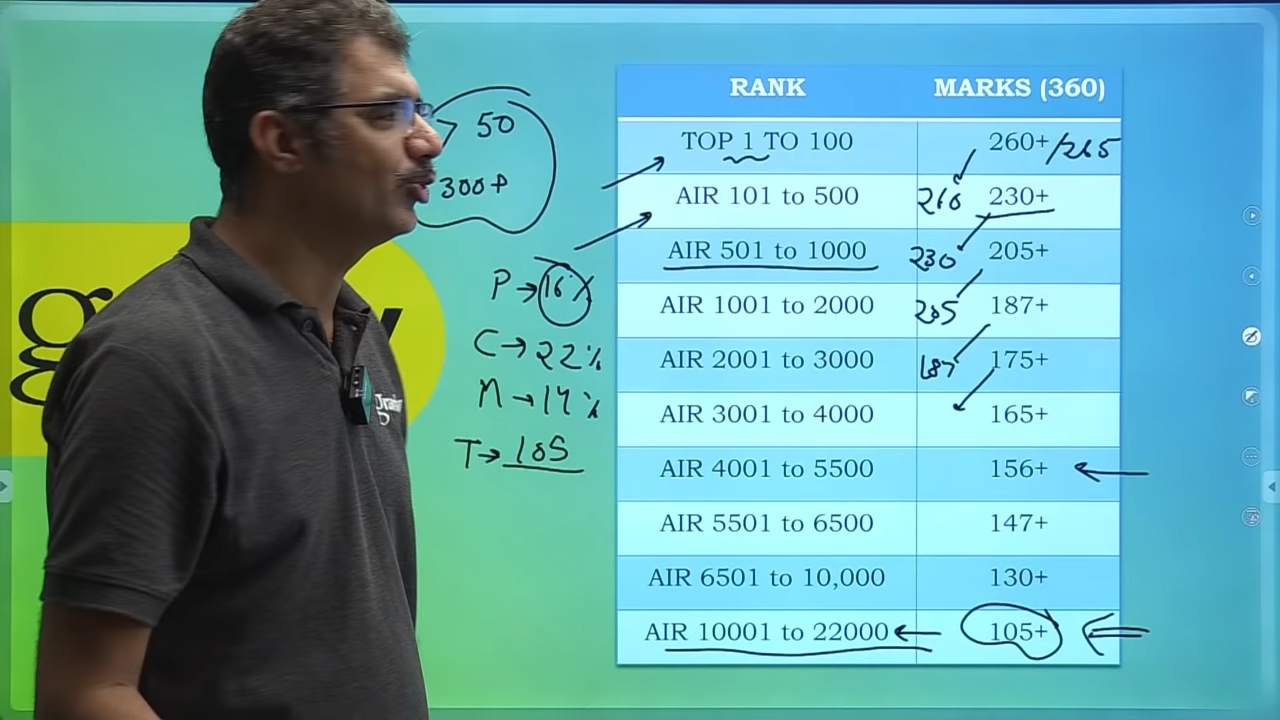 > 50
300+
P → 16%
C → 22%
M → 14%
T → 105
RANK MARKS (360)
TOP 1 TO 100 260+ /265
AIR 101 to 500 260 230+
AIR 501 to 1000 230 205+
AIR 1001 to 2000 205 187+
AIR 2001 to 3000 187 175+
AIR 3001 to 4000 165+
AIR 4001 to 5500 156+
AIR 5501 to 6500 147+
AIR 6501 to 10,000 130+
AIR 10001 to 22000 105+